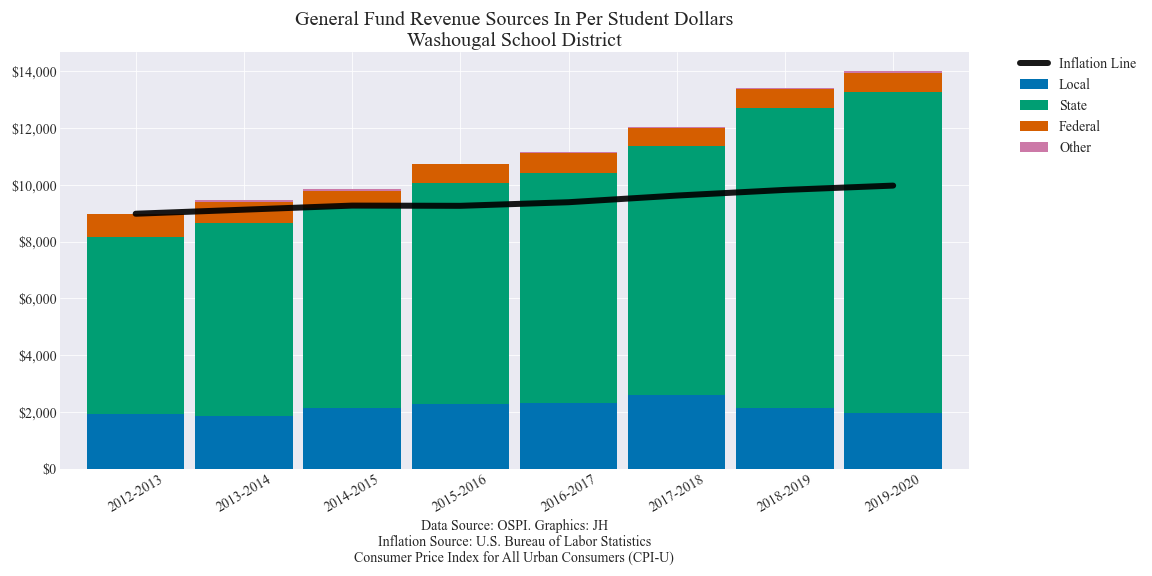 General Fund Revenue Sources In Per Student Dollars
Washougal School District
$14,000
$12,000
$10,000
$8,000
$6,000
$4,000
$2,000
$0
2012-2013
2013-2014
2014-2015
2015-2016
2016-2017
2017-2018
2018-2019
2019-2020
Inflation Line
Local
State
Federal
Other
Data Source: OSPI. Graphics: JH
Inflation Source: U.S. Bureau of Labor Statistics
Consumer Price Index for All Urban Consumers (CPI-U)